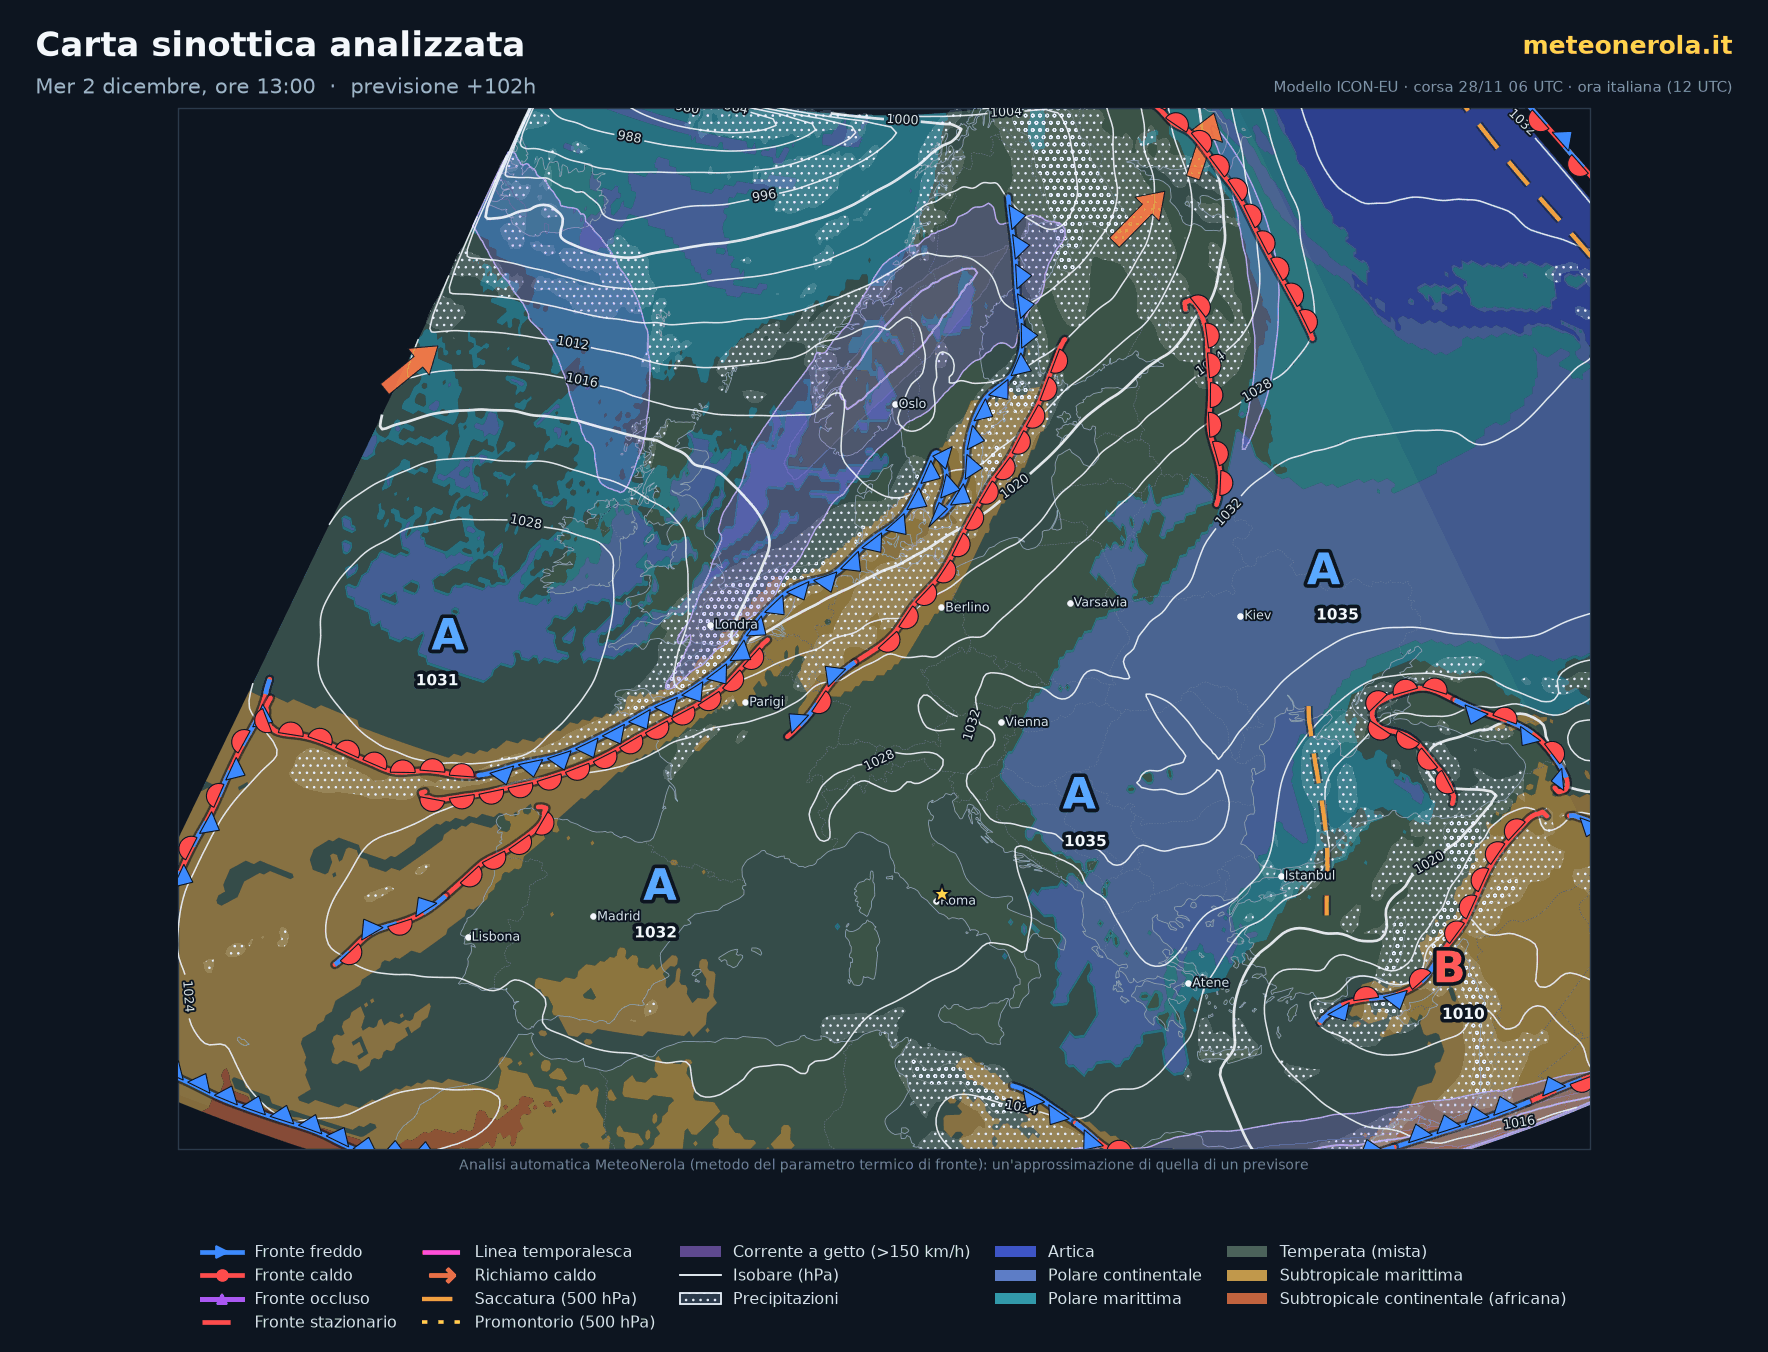 Carta sinottica analizzata
meteonerola.it
Mer 2 dicembre, ore 13:00 · previsione +102h
Modello ICON-EU · corsa 28/11 06 UTC · ora italiana (12 UTC)
1000
1004
1032
988
996
1012
1016
1028
Oslo
1028
1020
1032
1028
A
1031
A
1035
Londra
Berlino
Varsavia
Kiev
Parigi
Vienna
1032
1028
A
1035
1020
Istanbul
A
1032
Madrid
Lisbona
Roma
Atene
B
1010
1024
1024
1016
Analisi automatica MeteoNerola (metodo del parametro termico di fronte): un'approssimazione di quella di un previsore
Fronte freddo
Linea temporalesca
Corrente a getto (>150 km/h)
Artica
Temperata (mista)
Fronte caldo
Richiamo caldo
Isobare (hPa)
Polare continentale
Subtropicale marittima
Fronte occluso
Saccatura (500 hPa)
Precipitazioni
Polare marittima
Subtropicale continentale (africana)
Fronte stazionario
Promontorio (500 hPa)